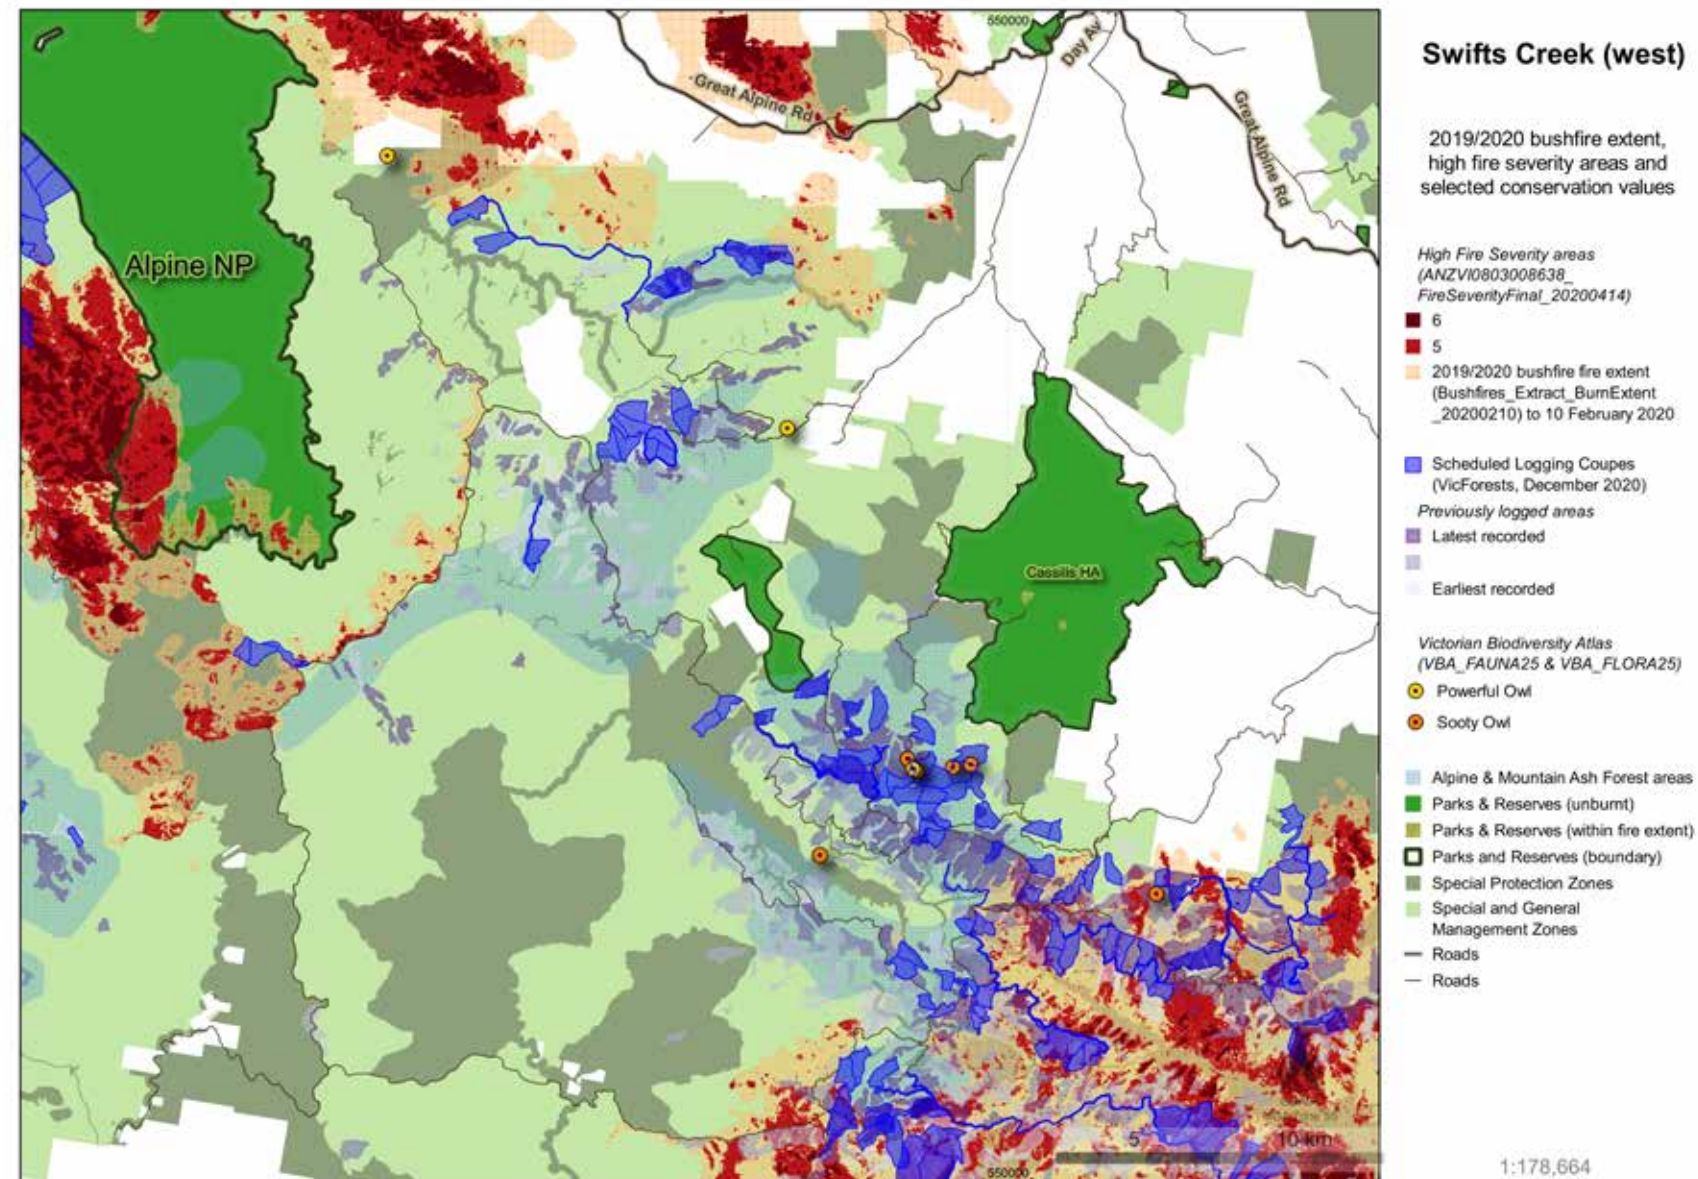 550000
Day Av
Great Alpine Rd
Great Alpine Rd
Alpine NP
Cassilis HA
5
10 km
550000
Swifts Creek (west)
2019/2020 bushfire extent,
high fire severity areas and
selected conservation values
High Fire Severity areas
(ANZVI0803008638_
FireSeverityFinal_20200414)
6
5
2019/2020 bushfire fire extent
(Bushfires_Extract_BurnExtent
_20200210) to 10 February 2020
Scheduled Logging Coupes
(VicForests, December 2020)
Previously logged areas
Latest recorded
Earliest recorded
Victorian Biodiversity Atlas
(VBA_FAUNA25 & VBA_FLORA25)
Powerful Owl
Sooty Owl
Alpine & Mountain Ash Forest areas
Parks & Reserves (unburnt)
Parks & Reserves (within fire extent)
Parks and Reserves (boundary)
Special Protection Zones
Special and General
Management Zones
Roads
Roads
1:178,664